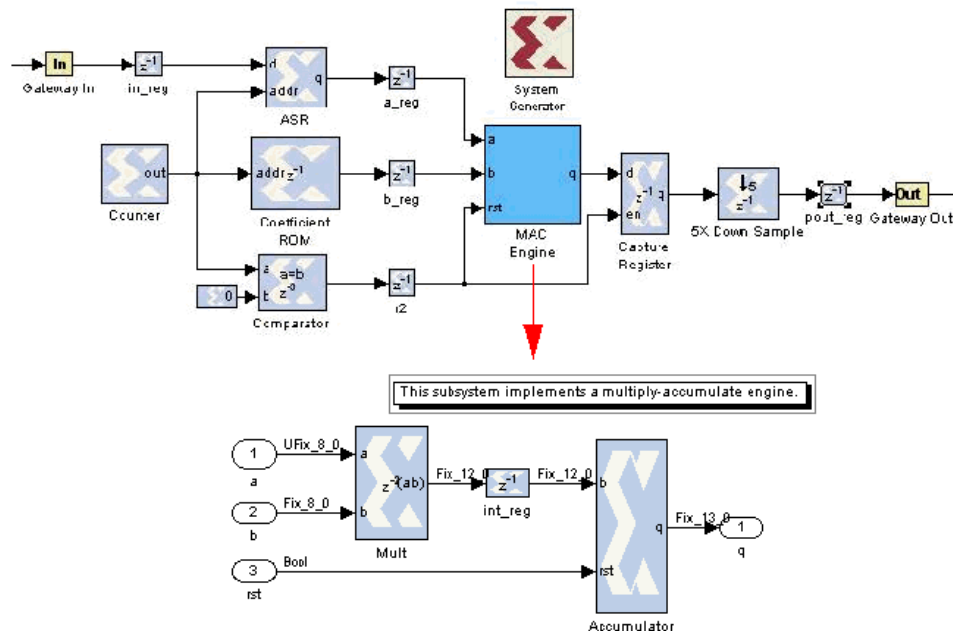 In
Gateway In
z⁻¹
in_reg
d
addr
q
ASR
z⁻¹
a_reg
System
Generator
out
Counter
addr
z⁻¹
Coefficient
ROM
z⁻¹
b_reg
a
b
rst
q
MAC
Engine
d
en
z⁻¹
q
Capture
Register
↓5
z⁻¹
5X Down Sample
z⁻¹
pout_reg
Out
Gateway Out
0
a
b
a=b
z⁻⁰
Comparator
z⁻¹
r2
This subsystem implements a multiply-accumulate engine.
1
a
UFix_8_0
2
b
Fix_8_0
3
rst
Bool
a
b
(ab)
Mult
Fix_12_0
z⁻¹
int_reg
Fix_12_0
b
rst
q
Accumulator
Fix_13_0
1
q